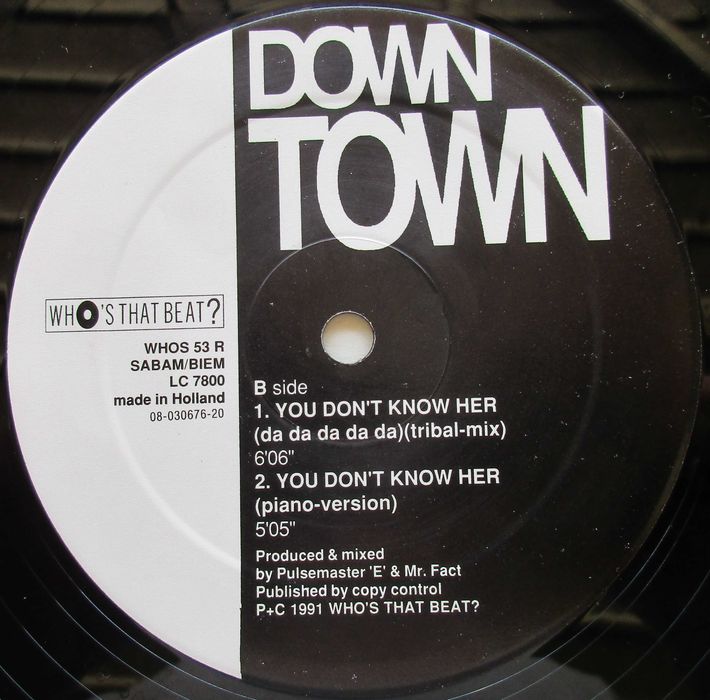 DOWN
TOWN
WHO'S THAT BEAT?
WHOS 53 R
SABAM/BIEM
LC 7800
made in Holland
08-030676-20
B side
1. YOU DON'T KNOW HER
(da da da da da)(tribal-mix)
6'06"
2. YOU DON'T KNOW HER
(piano-version)
5'05"
Produced & mixed
by Pulsemaster 'E' & Mr. Fact
Published by copy control
P+C 1991 WHO'S THAT BEAT?